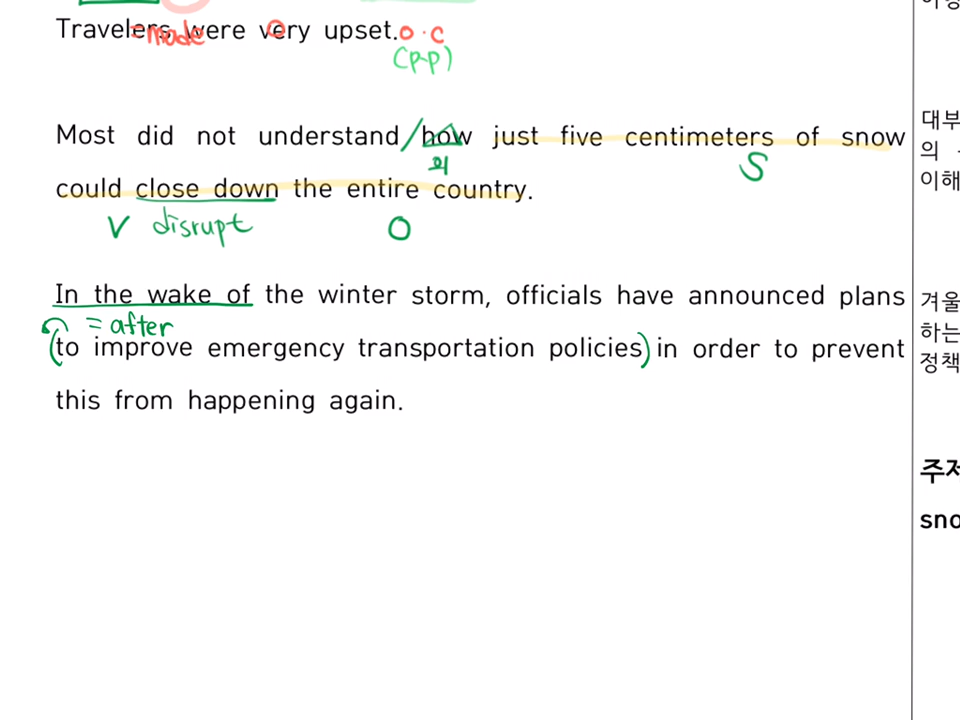 Travelers were very upset.
=made O O.C
(p.p)
Most did not understand / how just five centimeters of snow
의 S
could close down the entire country.
V disrupt O
In the wake of the winter storm, officials have announced plans
= after
(to improve emergency transportation policies) in order to prevent
this from happening again.
대부
의
이해
겨울
하는
정책
주제
sno